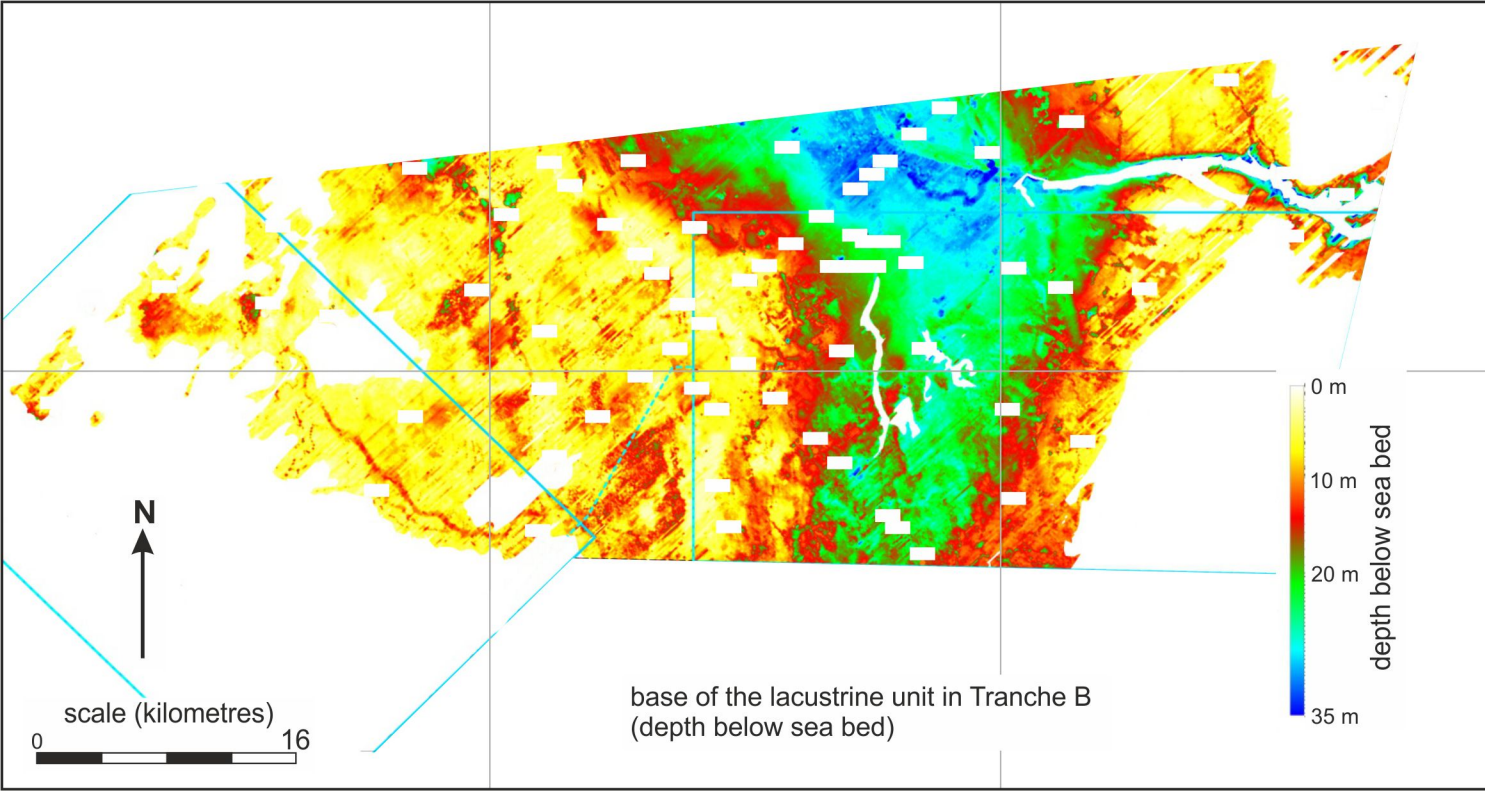 0 m
10 m
20 m
35 m
depth below sea bed
N
scale (kilometres)
0 16
base of the lacustrine unit in Tranche B
(depth below sea bed)